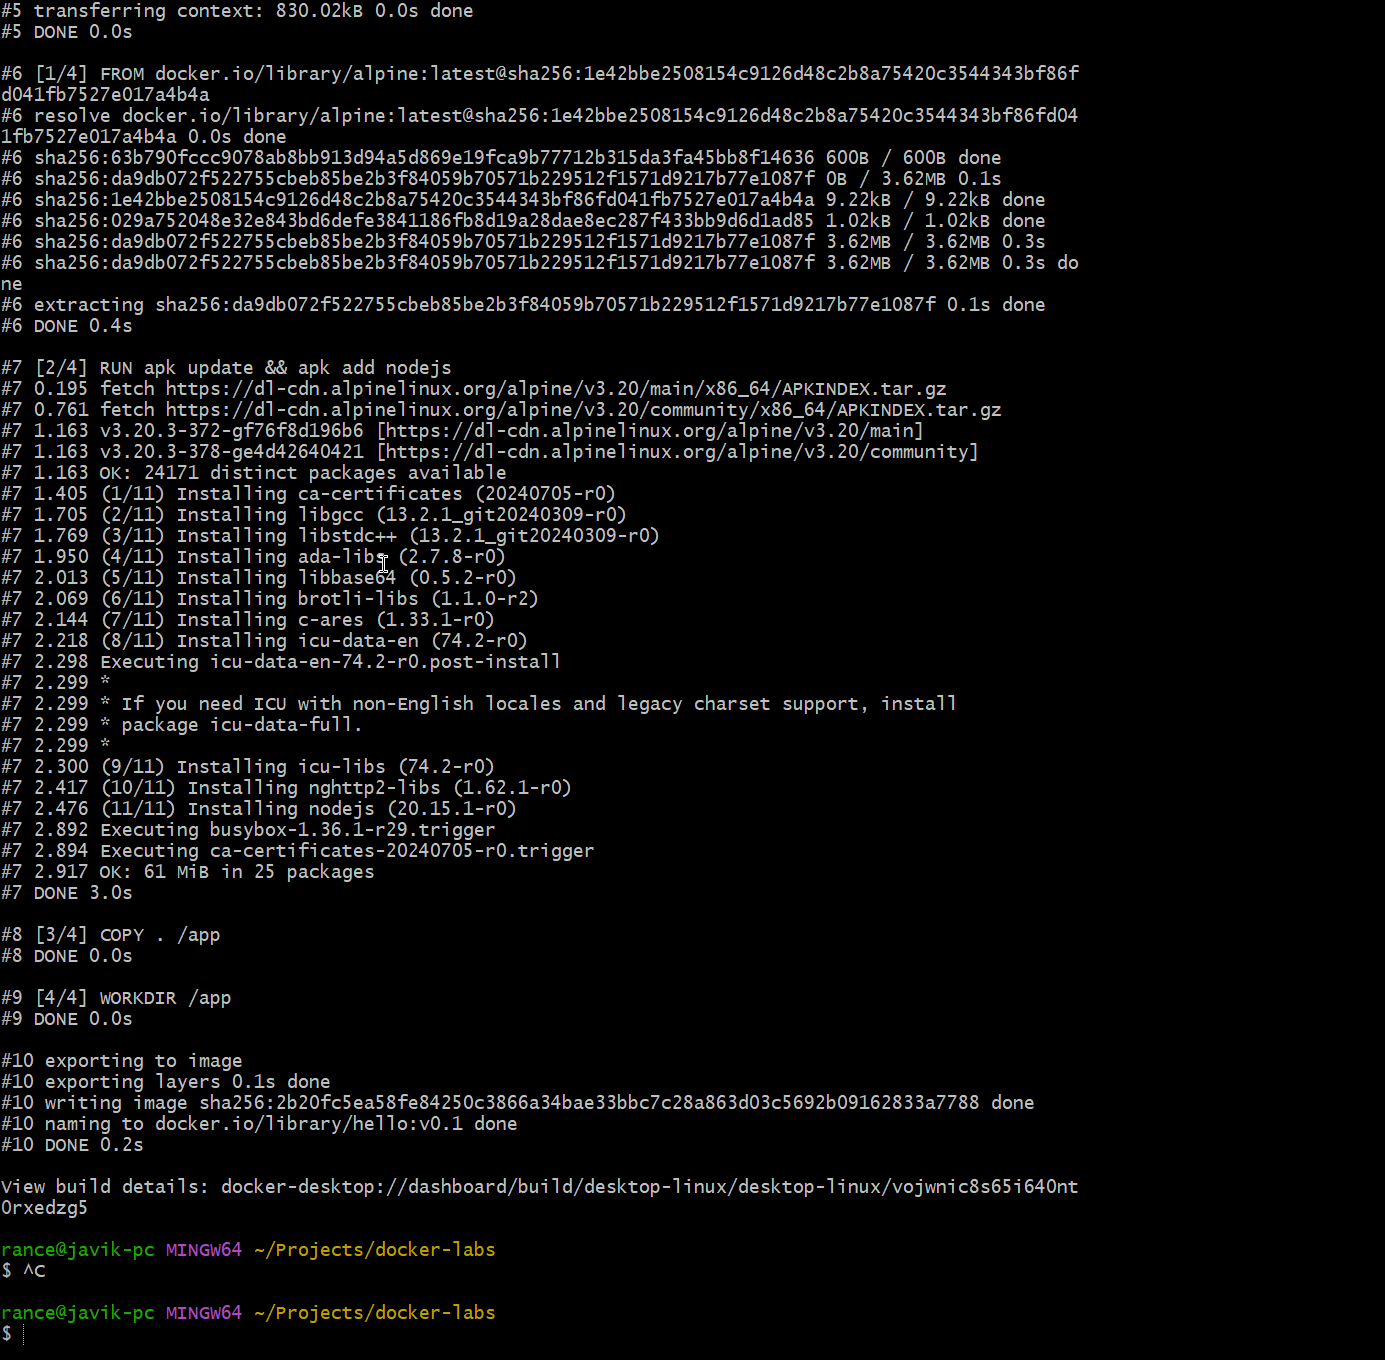 #5 transferring context: 830.02kB 0.0s done
#5 DONE 0.0s
#6 [1/4] FROM docker.io/library/alpine:latest@sha256:1e42bbe2508154c9126d48c2b8a75420c3544343bf86f
d041fb7527e017a4b4a
#6 resolve docker.io/library/alpine:latest@sha256:1e42bbe2508154c9126d48c2b8a75420c3544343bf86fd04
1fb7527e017a4b4a 0.0s done
#6 sha256:63b790fccc9078ab8bb913d94a5d869e19fca9b77712b315da3fa45bb8f14636 600B / 600B done
#6 sha256:da9db072f522755cbeb85be2b3f84059b70571b229512f1571d9217b77e1087f 0B / 3.62MB 0.1s
#6 sha256:1e42bbe2508154c9126d48c2b8a75420c3544343bf86fd041fb7527e017a4b4a 9.22kB / 9.22kB done
#6 sha256:029a752048e32e843bd6defe3841186fb8d19a28dae8ec287f433bb9d6d1ad85 1.02kB / 1.02kB done
#6 sha256:da9db072f522755cbeb85be2b3f84059b70571b229512f1571d9217b77e1087f 3.62MB / 3.62MB 0.3s
#6 sha256:da9db072f522755cbeb85be2b3f84059b70571b229512f1571d9217b77e1087f 3.62MB / 3.62MB 0.3s do
ne
#6 extracting sha256:da9db072f522755cbeb85be2b3f84059b70571b229512f1571d9217b77e1087f 0.1s done
#6 DONE 0.4s
#7 [2/4] RUN apk update && apk add nodejs
#7 0.195 fetch https://dl-cdn.alpinelinux.org/alpine/v3.20/main/x86_64/APKINDEX.tar.gz
#7 0.761 fetch https://dl-cdn.alpinelinux.org/alpine/v3.20/community/x86_64/APKINDEX.tar.gz
#7 1.163 v3.20.3-372-gf76f8d196b6 [https://dl-cdn.alpinelinux.org/alpine/v3.20/main]
#7 1.163 v3.20.3-378-ge4d42640421 [https://dl-cdn.alpinelinux.org/alpine/v3.20/community]
#7 1.163 OK: 24171 distinct packages available
#7 1.405 (1/11) Installing ca-certificates (20240705-r0)
#7 1.705 (2/11) Installing libgcc (13.2.1_git20240309-r0)
#7 1.769 (3/11) Installing libstdc++ (13.2.1_git20240309-r0)
#7 1.950 (4/11) Installing ada-libs (2.7.8-r0)
#7 2.013 (5/11) Installing libbase64 (0.5.2-r0)
#7 2.069 (6/11) Installing brotli-libs (1.1.0-r2)
#7 2.144 (7/11) Installing c-ares (1.33.1-r0)
#7 2.218 (8/11) Installing icu-data-en (74.2-r0)
#7 2.298 Executing icu-data-en-74.2-r0.post-install
#7 2.299 *
#7 2.299 * If you need ICU with non-English locales and legacy charset support, install
#7 2.299 * package icu-data-full.
#7 2.299 *
#7 2.300 (9/11) Installing icu-libs (74.2-r0)
#7 2.417 (10/11) Installing nghttp2-libs (1.62.1-r0)
#7 2.476 (11/11) Installing nodejs (20.15.1-r0)
#7 2.892 Executing busybox-1.36.1-r29.trigger
#7 2.894 Executing ca-certificates-20240705-r0.trigger
#7 2.917 OK: 61 MiB in 25 packages
#7 DONE 3.0s
#8 [3/4] COPY . /app
#8 DONE 0.0s
#9 [4/4] WORKDIR /app
#9 DONE 0.0s
#10 exporting to image
#10 exporting layers 0.1s done
#10 writing image sha256:2b20fc5ea58fe84250c3866a34bae33bbc7c28a863d03c5692b09162833a7788 done
#10 naming to docker.io/library/hello:v0.1 done
#10 DONE 0.2s
View build details: docker-desktop://dashboard/build/desktop-linux/desktop-linux/vojwnic8s65i640nt
0rxedzg5
rance@javik-pc MINGW64 ~/Projects/docker-labs
$ ^C
rance@javik-pc MINGW64 ~/Projects/docker-labs
$